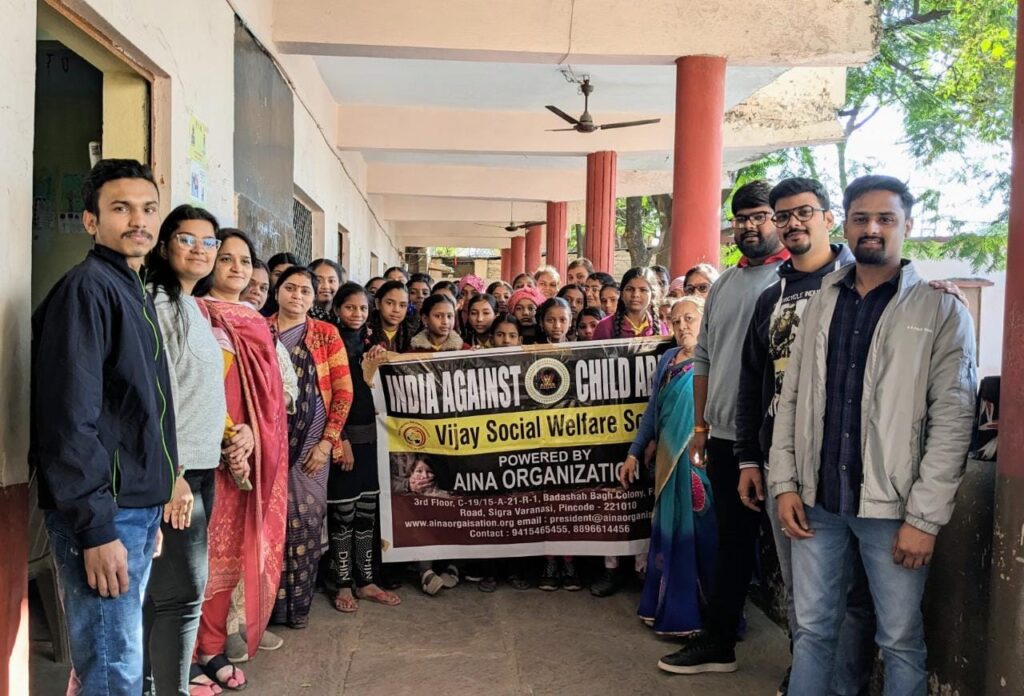 INDIA AGAINST CHILD AB
Vijay Social Welfare So
POWERED BY
AINA ORGANIZATIO
3rd Floor, C-19/15-A-21-R-1, Badashah Bagh Colony, F
Road, Sigra Varanasi, Pincode - 221010
www.ainaorgaisation.org email : president@ainaorganis
Contact : 9415465455, 8896614456